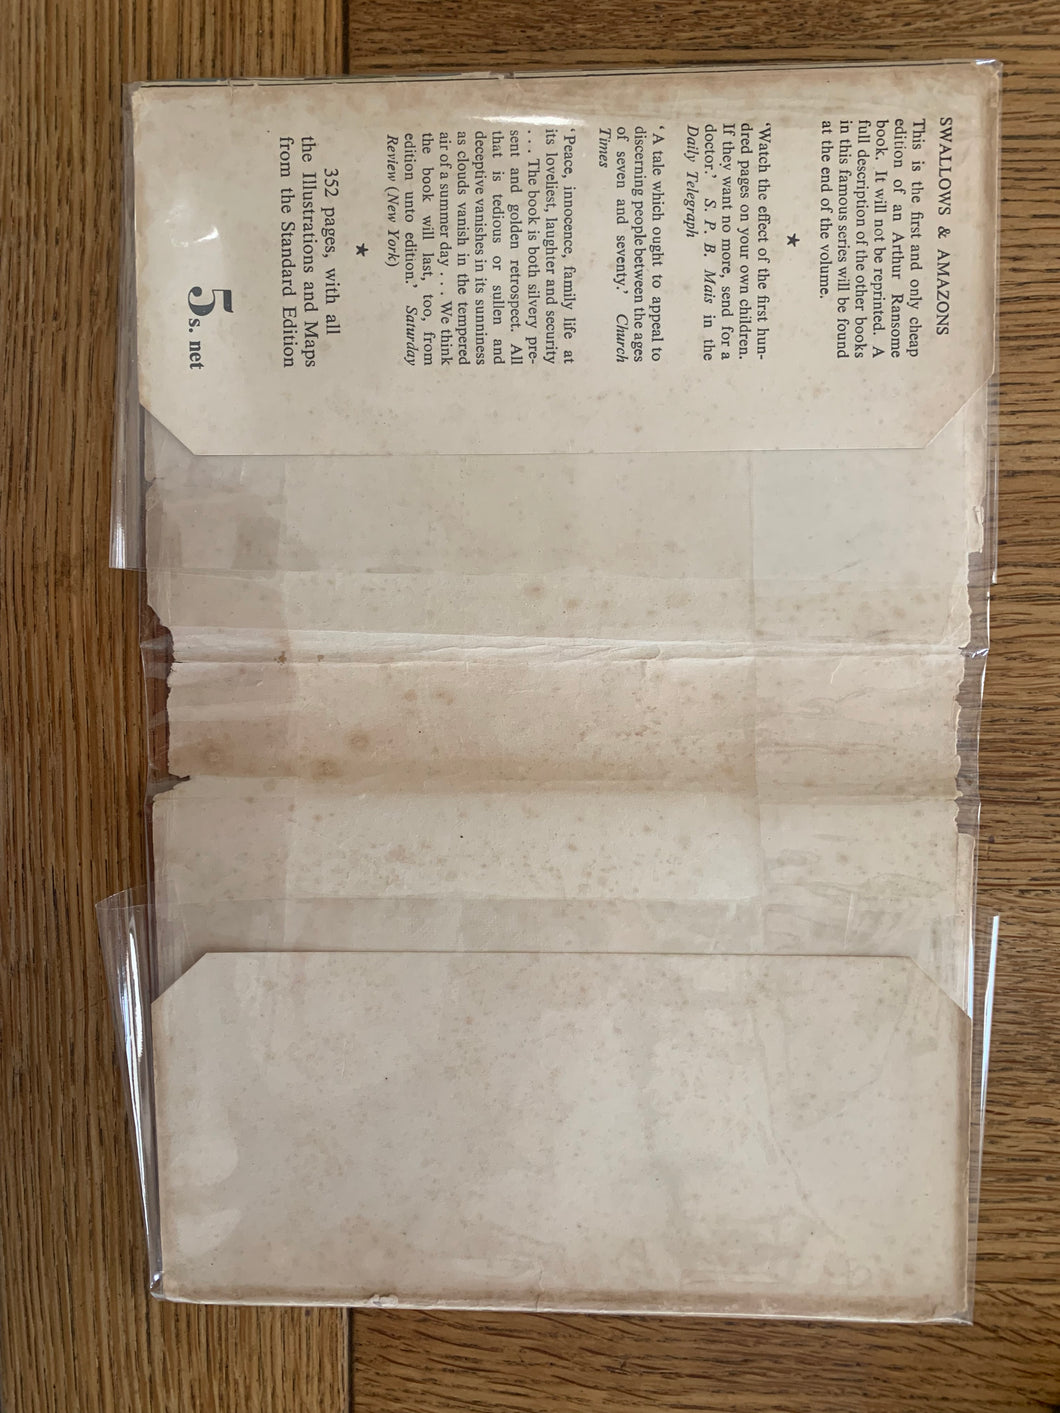 SWALLOWS & AMAZONS
This is the first and only cheap
edition of an Arthur Ransome
book. It will not be reprinted. A
full description of the other books
in this famous series will be found
at the end of the volume.
★
'Watch the effect of the first hun-
dred pages on your own children.
If they want no more, send for a
doctor.' S. P. B. Mais in the
Daily Telegraph
'A tale which ought to appeal to
discerning people between the ages
of seven and seventy.' Church
Times
'Peace, innocence, family life at
its loveliest, laughter and security
. . . The book is both silvery pre-
sent and golden retrospect. All
that is tedious or sullen and
deceptive vanishes in its sunniness
as clouds vanish in the tempered
air of a summer day . . . We think
the book will last, too, from
edition unto edition.' Saturday
Review (New York)
★
352 pages, with all
the Illustrations and Maps
from the Standard Edition
5s. net